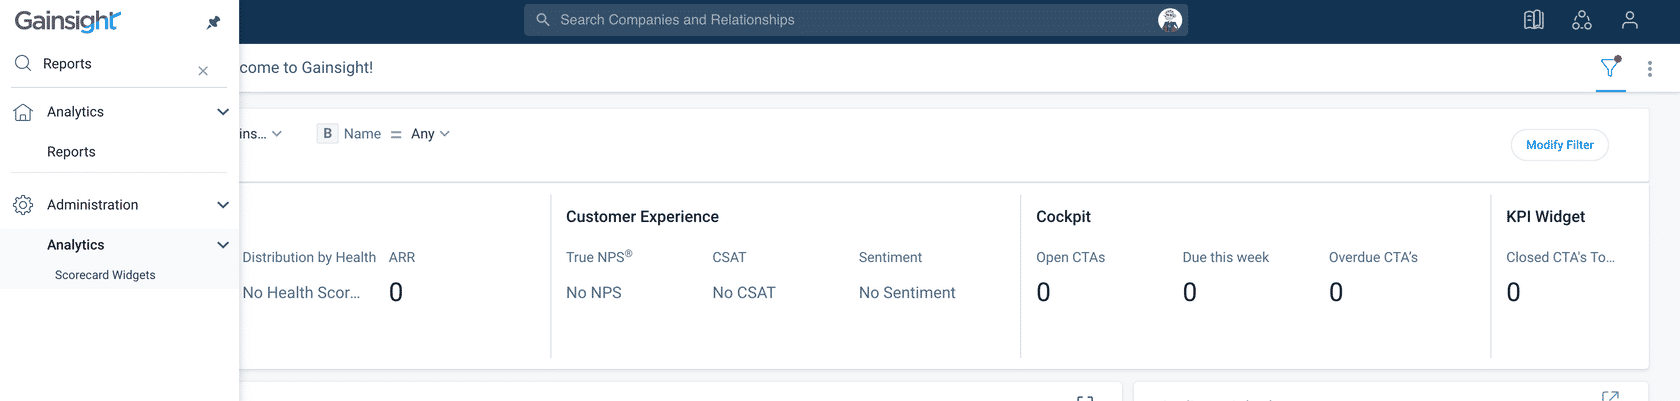 Gainsight
Search Companies and Relationships
Reports
come to Gainsight!
Analytics
Reports
ins...
B Name = Any
Modify Filter
Administration
Analytics
Scorecard Widgets
Distribution by Health
No Health Scor...
ARR
0
Customer Experience
True NPS®
No NPS
CSAT
No CSAT
Sentiment
No Sentiment
Cockpit
Open CTAs
0
Due this week
0
Overdue CTA's
0
KPI Widget
Closed CTA's To...
0